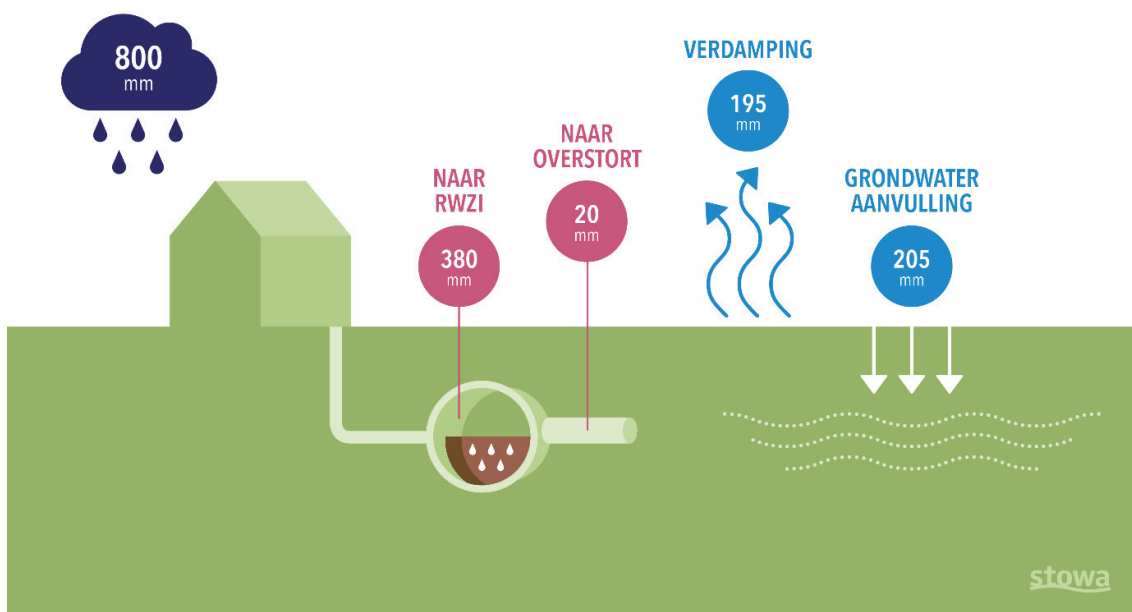 800
mm
NAAR
RWZI
380
mm
NAAR
OVERSTORT
20
mm
VERDAMPING
195
mm
GRONDWATER
AANVULLING
205
mm
stowa